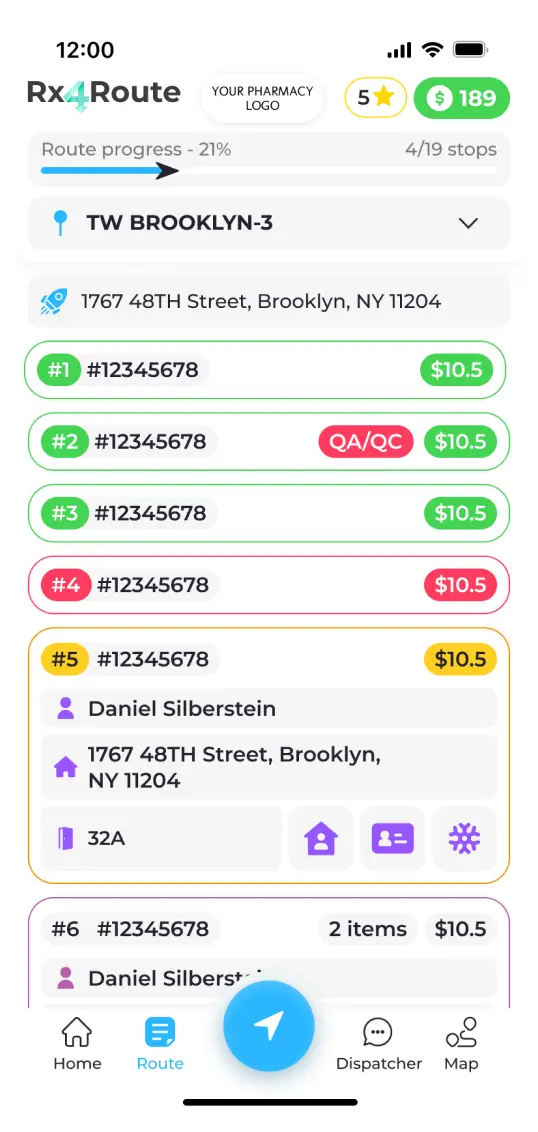 12:00
Rx4Route
YOUR PHARMACY
LOGO
5
$ 189
Route progress - 21%
4/19 stops
TW BROOKLYN-3
1767 48TH Street, Brooklyn, NY 11204
#1 #12345678 $10.5
#2 #12345678 QA/QC $10.5
#3 #12345678 $10.5
#4 #12345678 $10.5
#5 #12345678 $10.5
Daniel Silberstein
1767 48TH Street, Brooklyn,
NY 11204
32A
#6 #12345678 2 items $10.5
Daniel Silberst
Home
Route
Dispatcher
Map